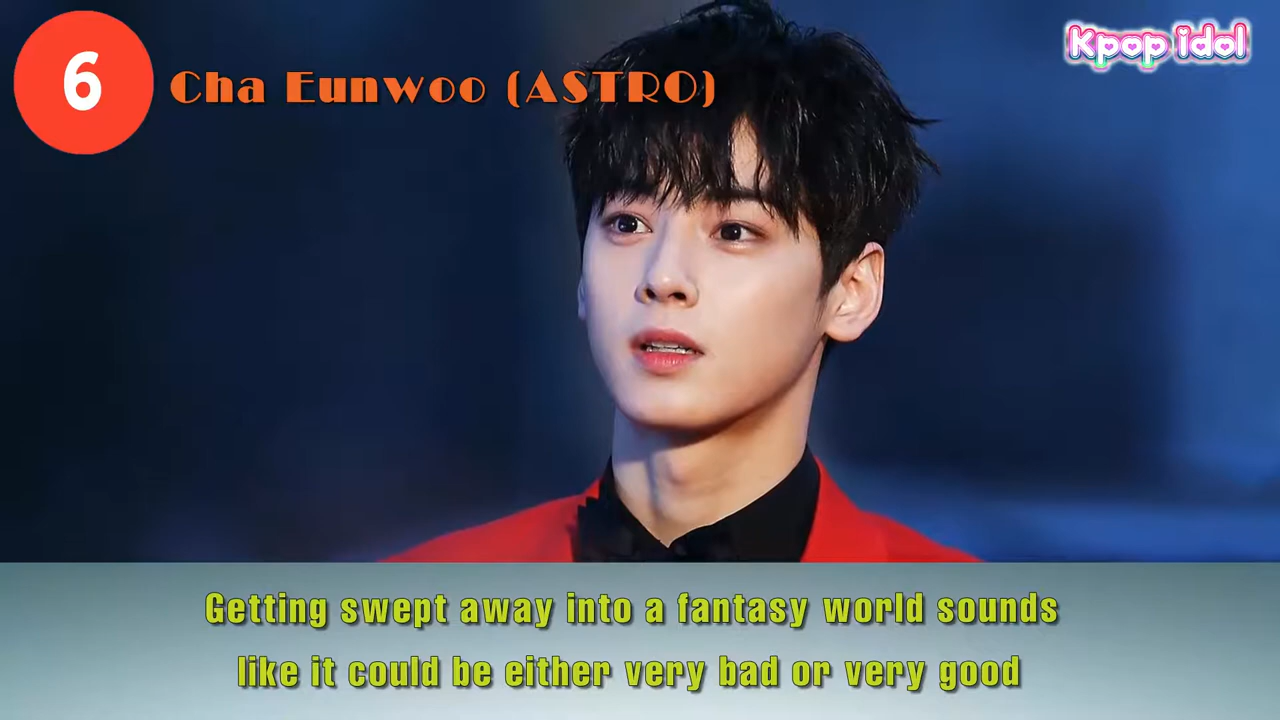 6
Cha Eunwoo (ASTRO)
Kpop idol
Getting swept away into a fantasy world sounds
like it could be either very bad or very good